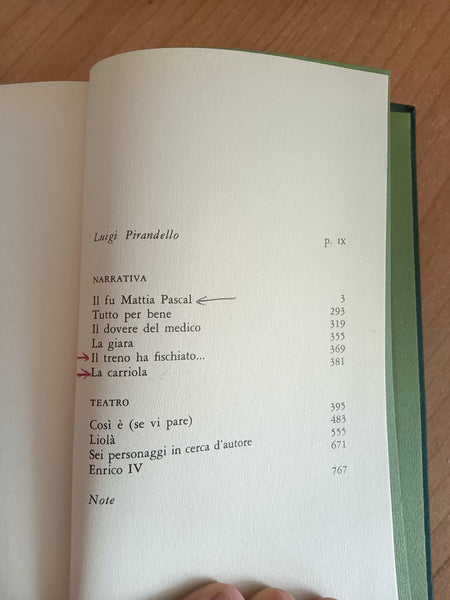 Luigi Pirandello p. IX
NARRATIVA
Il fu Mattia Pascal 3
Tutto per bene 293
Il dovere del medico 319
La giara 355
Il treno ha fischiato... 369
La carriola 381
TEATRO
Così è (se vi pare) 395
Liolà 483
Sei personaggi in cerca d'autore 555
Enrico IV 671
Note 767